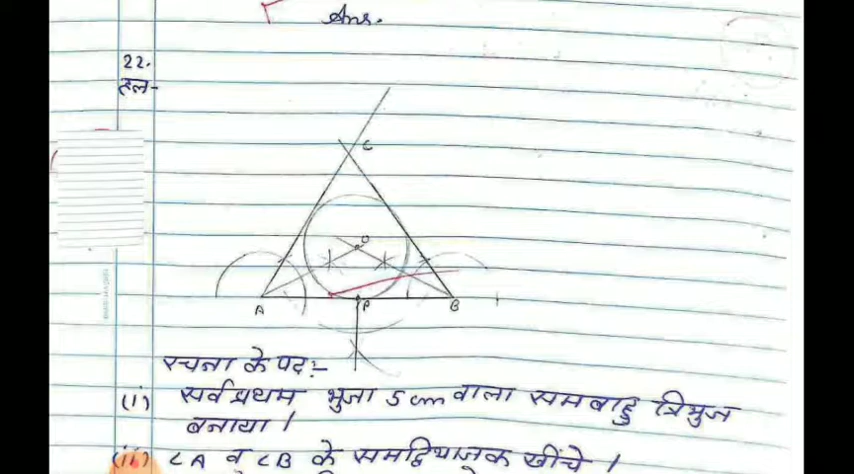 Ans.
22.
हल-
C
O
A
P
B
रचना के पद:-
(i) सर्वप्रथम भुजा 5 cm वाला समबाहु त्रिभुज
बनाया।
(ii) ∠A व ∠B के समद्विभाजक खींचे।